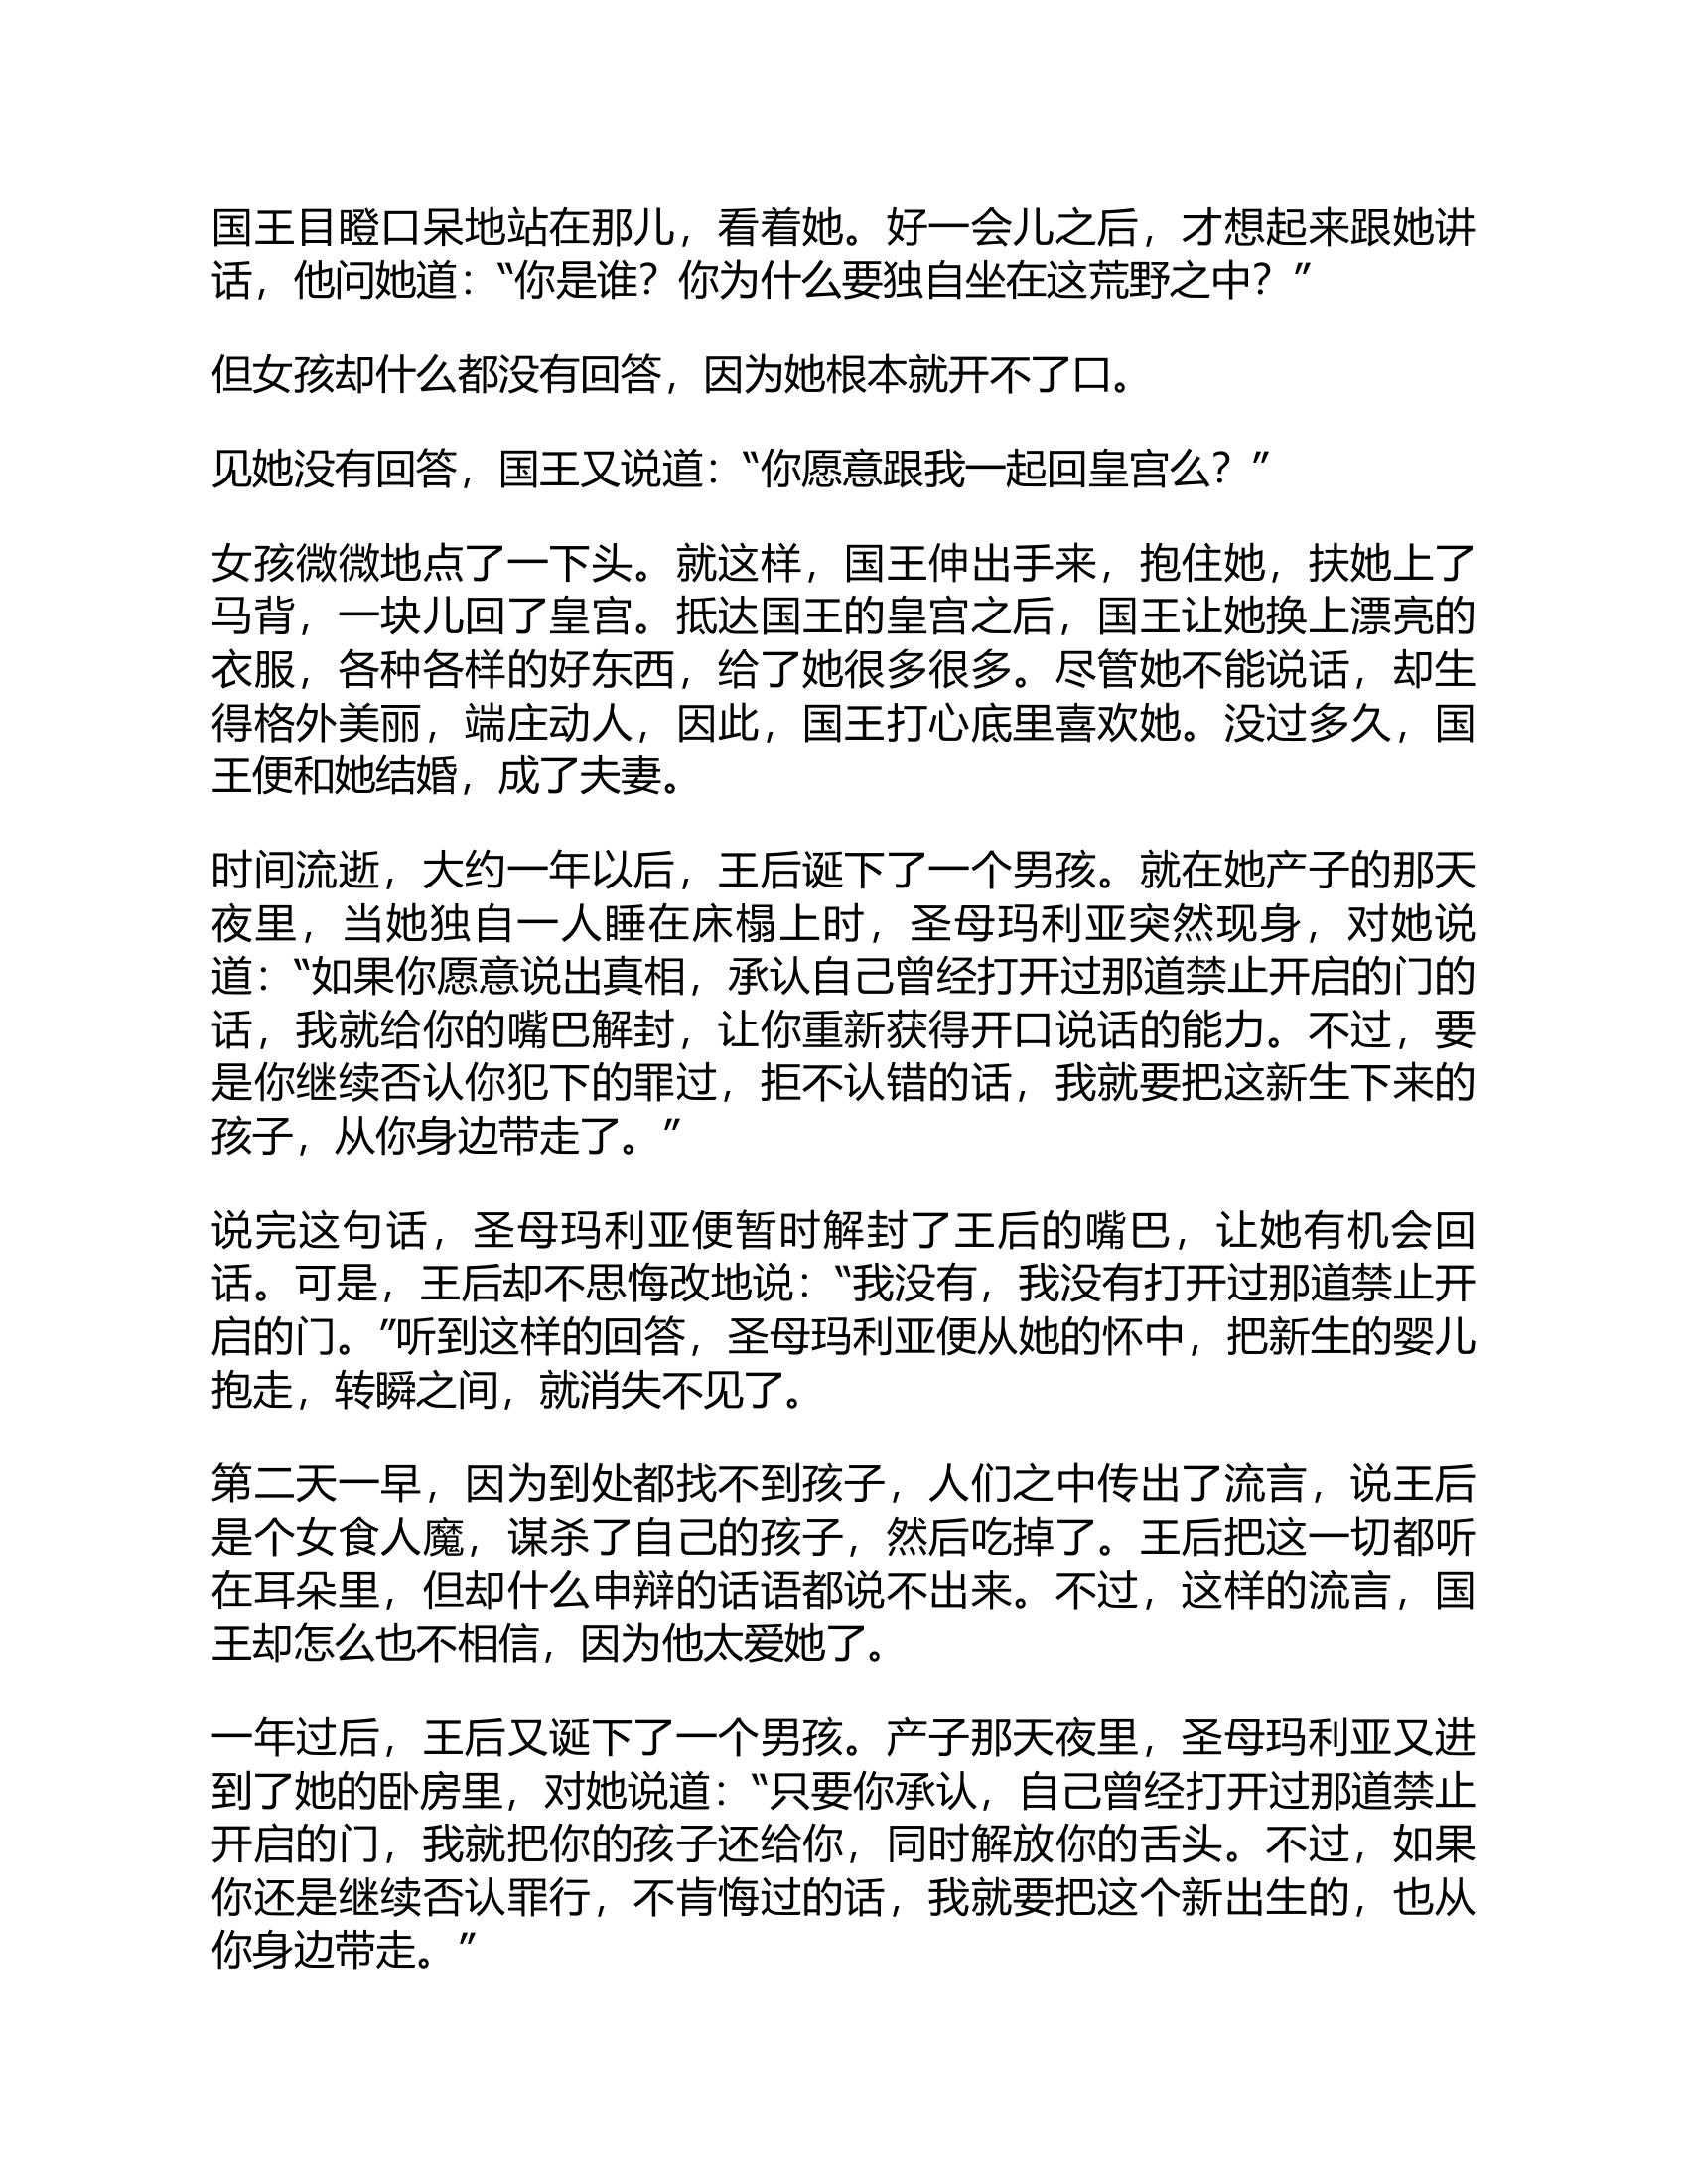 国王目瞪口呆地站在那儿，看着她。好一会儿之后，才想起来跟她讲
话，他问她道：“你是谁？你为什么要独自坐在这荒野之中？”
但女孩却什么都没有回答，因为她根本就开不了口。
见她没有回答，国王又说道：“你愿意跟我一起回皇宫么？”
女孩微微地点了一下头。就这样，国王伸出手来，抱住她，扶她上了
马背，一块儿回了皇宫。抵达国王的皇宫之后，国王让她换上漂亮的
衣服，各种各样的好东西，给了她很多很多。尽管她不能说话，却生
得格外美丽，端庄动人，因此，国王打心底里喜欢她。没过多久，国
王便和她结婚，成了夫妻。
时间流逝，大约一年以后，王后诞下了一个男孩。就在她产子的那天
夜里，当她独自一人睡在床榻上时，圣母玛利亚突然现身，对她说
道：“如果你愿意说出真相，承认自己曾经打开过那道禁止开启的门的
话，我就给你的嘴巴解封，让你重新获得开口说话的能力。不过，要
是你继续否认你犯下的罪过，拒不认错的话，我就要把这新生下来的
孩子，从你身边带走了。”
说完这句话，圣母玛利亚便暂时解封了王后的嘴巴，让她有机会回
话。可是，王后却不思悔改地说：“我没有，我没有打开过那道禁止开
启的门。”听到这样的回答，圣母玛利亚便从她的怀中，把新生的婴儿
抱走，转瞬之间，就消失不见了。
第二天一早，因为到处都找不到孩子，人们之中传出了流言，说王后
是个女食人魔，谋杀了自己的孩子，然后吃掉了。王后把这一切都听
在耳朵里，但却什么申辩的话语都说不出来。不过，这样的流言，国
王却怎么也不相信，因为他太爱她了。
一年过后，王后又诞下了一个男孩。产子那天夜里，圣母玛利亚又进
到了她的卧房里，对她说道：“只要你承认，自己曾经打开过那道禁止
开启的门，我就把你的孩子还给你，同时解放你的舌头。不过，如果
你还是继续否认罪行，不肯悔过的话，我就要把这个新出生的，也从
你身边带走。”